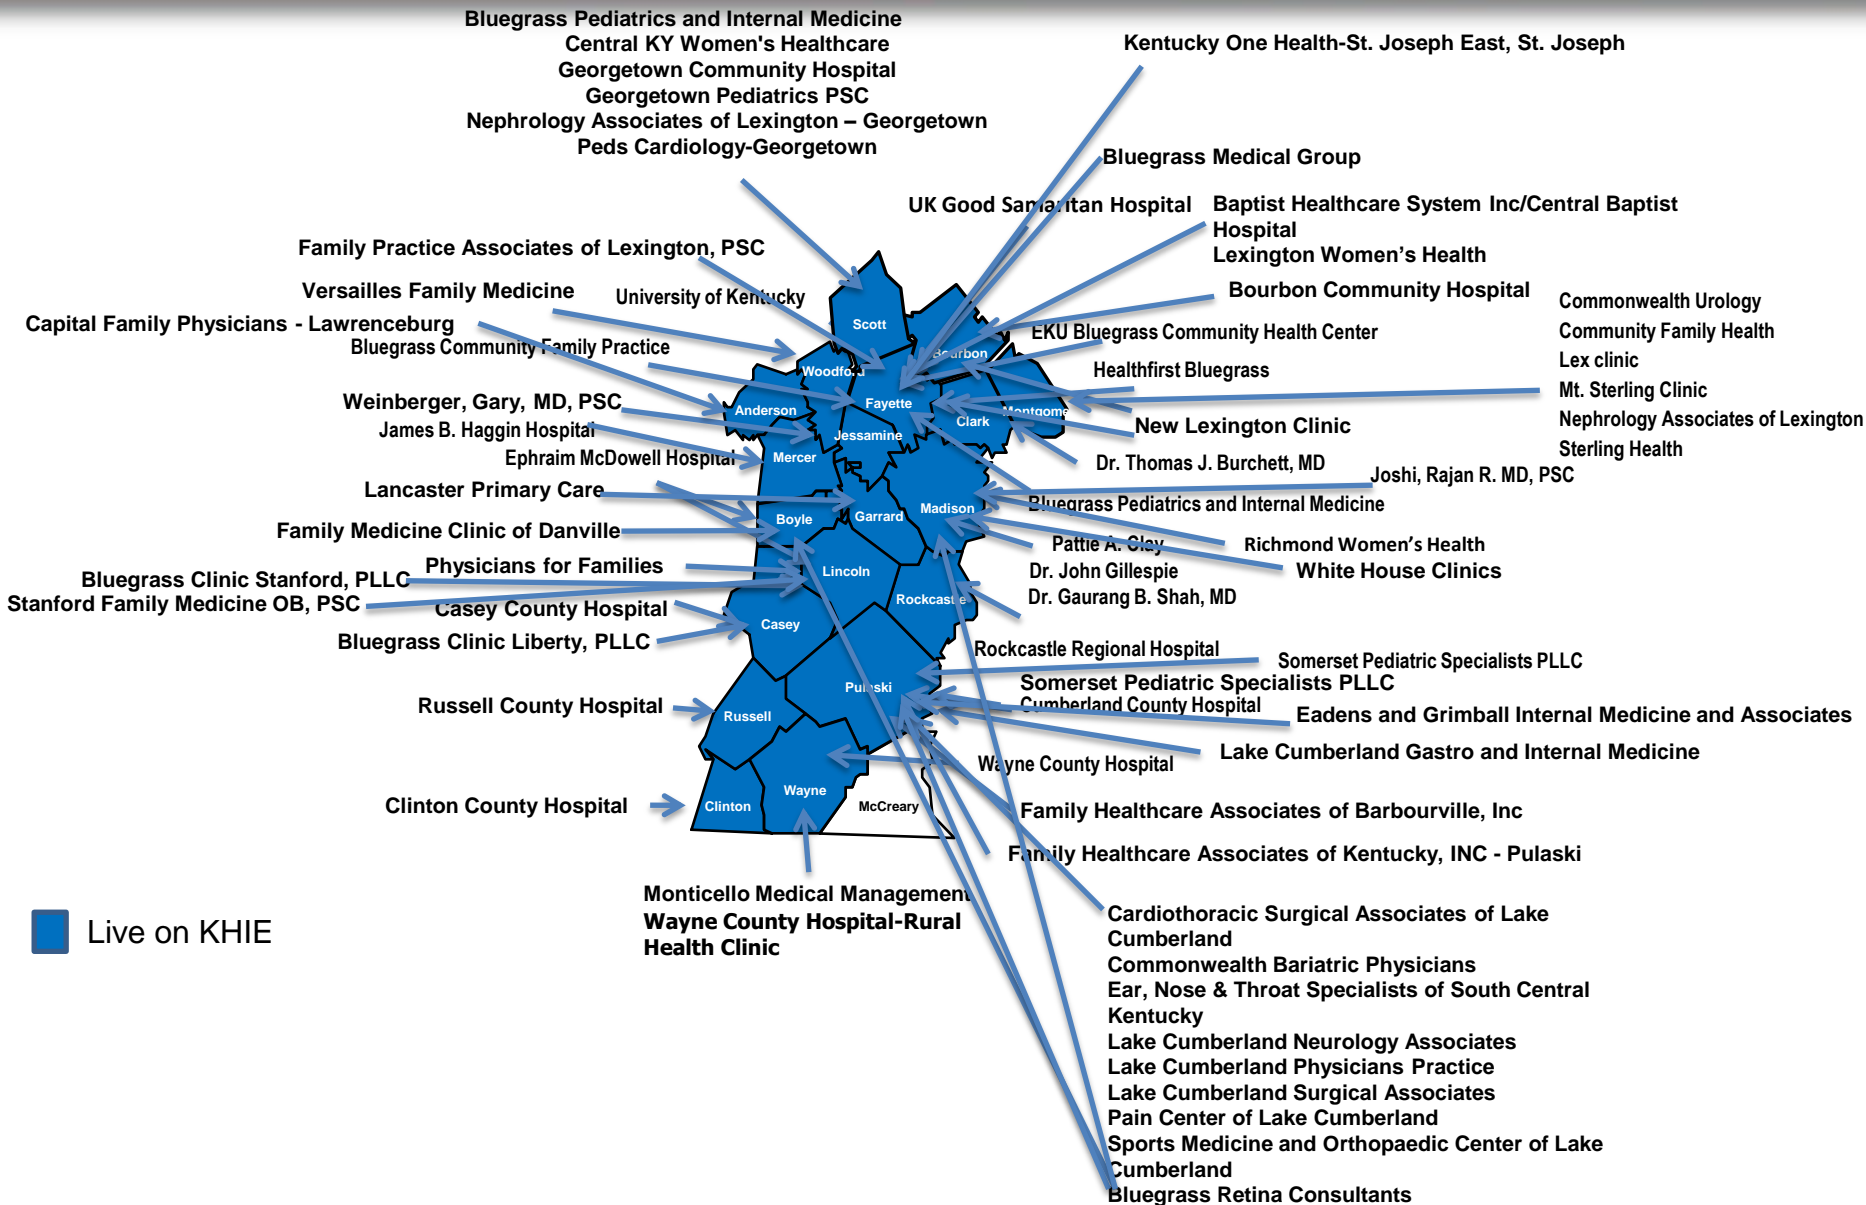 Bluegrass Pediatrics and Internal Medicine
Central KY Women's Healthcare
Georgetown Community Hospital
Georgetown Pediatrics PSC
Nephrology Associates of Lexington – Georgetown
Peds Cardiology-Georgetown
Kentucky One Health-St. Joseph East, St. Joseph
Bluegrass Medical Group
UK Good Samaritan Hospital
Baptist Healthcare System Inc/Central Baptist
Hospital
Lexington Women’s Health
Family Practice Associates of Lexington, PSC
Versailles Family Medicine
University of Kentucky
Bourbon Community Hospital
Capital Family Physicians - Lawrenceburg
Bluegrass Community Family Practice
EKU Bluegrass Community Health Center
Healthfirst Bluegrass
Commonwealth Urology
Community Family Health
Lex clinic
Mt. Sterling Clinic
Nephrology Associates of Lexington
Sterling Health
Weinberger, Gary, MD, PSC
James B. Haggin Hospital
Ephraim McDowell Hospital
New Lexington Clinic
Dr. Thomas J. Burchett, MD
Joshi, Rajan R. MD, PSC
Lancaster Primary Care
Bluegrass Pediatrics and Internal Medicine
Family Medicine Clinic of Danville
Pattie A. Clay
Richmond Women’s Health
Physicians for Families
Dr. John Gillespie
White House Clinics
Bluegrass Clinic Stanford, PLLC
Stanford Family Medicine OB, PSC
Casey County Hospital
Dr. Gaurang B. Shah, MD
Bluegrass Clinic Liberty, PLLC
Rockcastle Regional Hospital
Somerset Pediatric Specialists PLLC
Somerset Pediatric Specialists PLLC
Cumberland County Hospital
Russell County Hospital
Eadens and Grimball Internal Medicine and Associates
Lake Cumberland Gastro and Internal Medicine
Wayne County Hospital
Clinton County Hospital
Family Healthcare Associates of Barbourville, Inc
Family Healthcare Associates of Kentucky, INC - Pulaski
Scott
Bourbon
Woodford
Fayette
Anderson
Montgome
Clark
Jessamine
Mercer
Madison
Boyle
Garrard
Lincoln
Rockcastle
Casey
Pulaski
Russell
Wayne
Clinton
McCreary
Monticello Medical Management
Wayne County Hospital-Rural
Health Clinic
Live on KHIE
Cardiothoracic Surgical Associates of Lake
Cumberland
Commonwealth Bariatric Physicians
Ear, Nose & Throat Specialists of South Central
Kentucky
Lake Cumberland Neurology Associates
Lake Cumberland Physicians Practice
Lake Cumberland Surgical Associates
Pain Center of Lake Cumberland
Sports Medicine and Orthopaedic Center of Lake
Cumberland
Bluegrass Retina Consultants